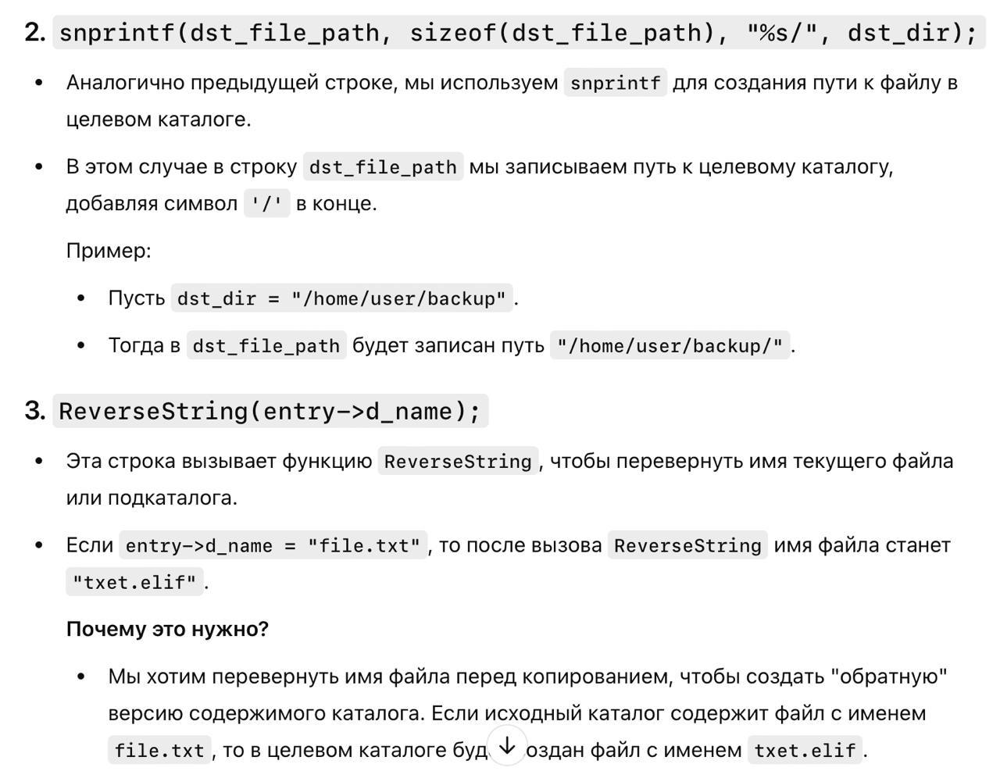 2. snprintf(dst_file_path, sizeof(dst_file_path), "%s/", dst_dir);
• Аналогично предыдущей строке, мы используем snprintf для создания пути к файлу в
целевом каталоге.
• В этом случае в строку dst_file_path мы записываем путь к целевому каталогу,
добавляя символ '/' в конце.
Пример:
• Пусть dst_dir = "/home/user/backup".
• Тогда в dst_file_path будет записан путь "/home/user/backup/".
3. ReverseString(entry->d_name);
• Эта строка вызывает функцию ReverseString, чтобы перевернуть имя текущего файла
или подкаталога.
• Если entry->d_name = "file.txt", то после вызова ReverseString имя файла станет
"txet.elif".
Почему это нужно?
• Мы хотим перевернуть имя файла перед копированием, чтобы создать "обратную"
версию содержимого каталога. Если исходный каталог содержит файл с именем
file.txt, то в целевом каталоге файл с именем txet.elif.